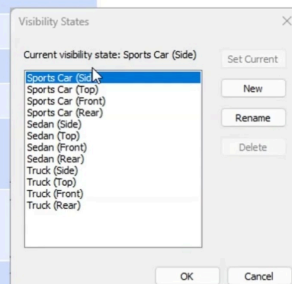 Visibility States
Current visibility state: Sports Car (Side)
Set Current
Sports Car (Side
Sports Car (Top)
New
Sports Car (Front)
Sports Car (Rear)
Rename
Sedan (Side)
Sedan (Top)
Sedan (Front)
Delete
Sedan (Rear)
Truck (Side)
Truck (Top)
Truck (Front)
Truck (Rear)
OK
Cancel